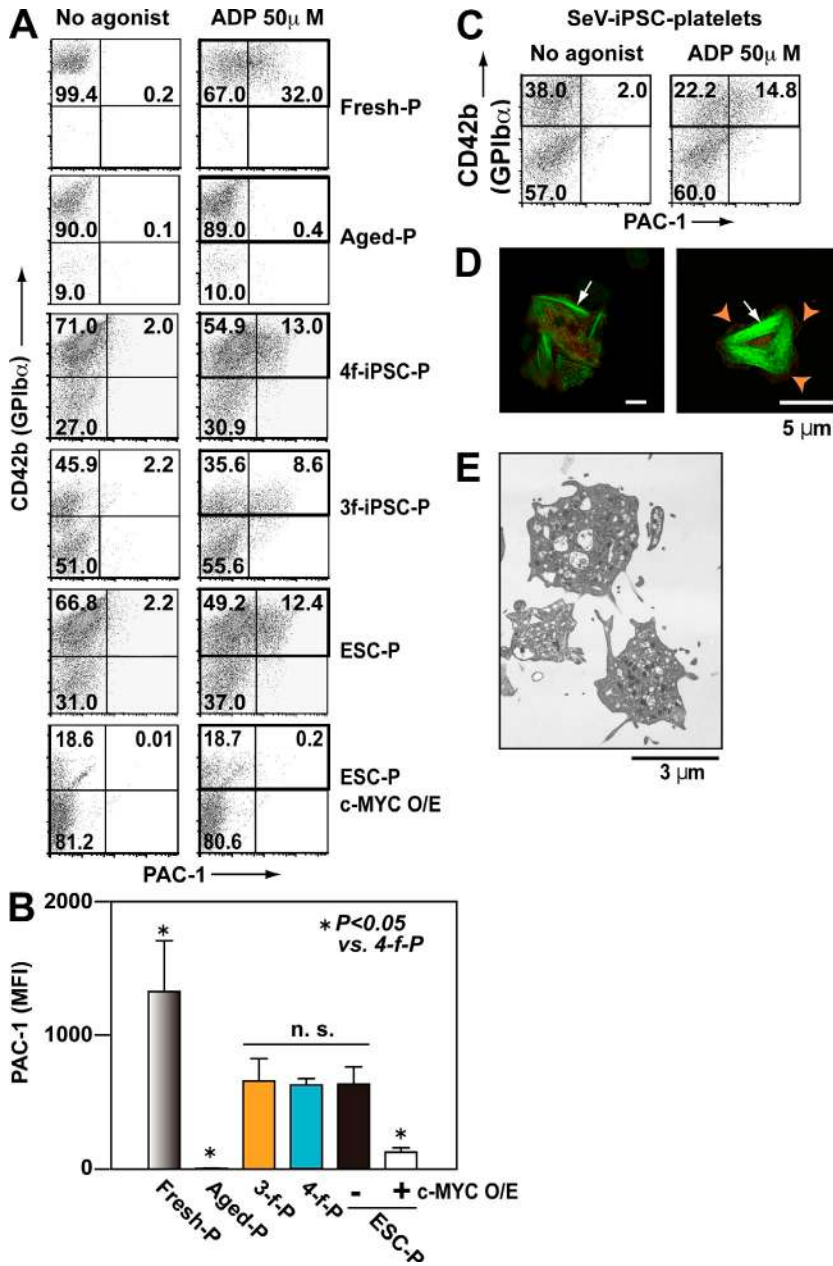 A
No agonist
ADP 50μ M
99.4 0.2
67.0 32.0
Fresh-P
90.0 0.1
9.0
89.0 0.4
10.0
Aged-P
71.0 2.0
27.0
54.9 13.0
30.9
4f-iPSC-P
45.9 2.2
51.0
35.6 8.6
55.6
3f-iPSC-P
66.8 2.2
31.0
49.2 12.4
37.0
ESC-P
18.6 0.01
81.2
18.7 0.2
80.6
ESC-P
c-MYC O/E
CD42b (GPIbα)
PAC-1
B
PAC-1 (MFI)
2000
1000
0
* P<0.05
vs. 4-f-P
n. s.
*
*
*
Fresh-P
Aged-P
3-f-P
4-f-P
- + c-MYC O/E
ESC-P
C
SeV-iPSC-platelets
No agonist
ADP 50μ M
38.0 2.0
57.0
22.2 14.8
60.0
CD42b
(GPIbα)
PAC-1
D
5 μm
E
3 μm